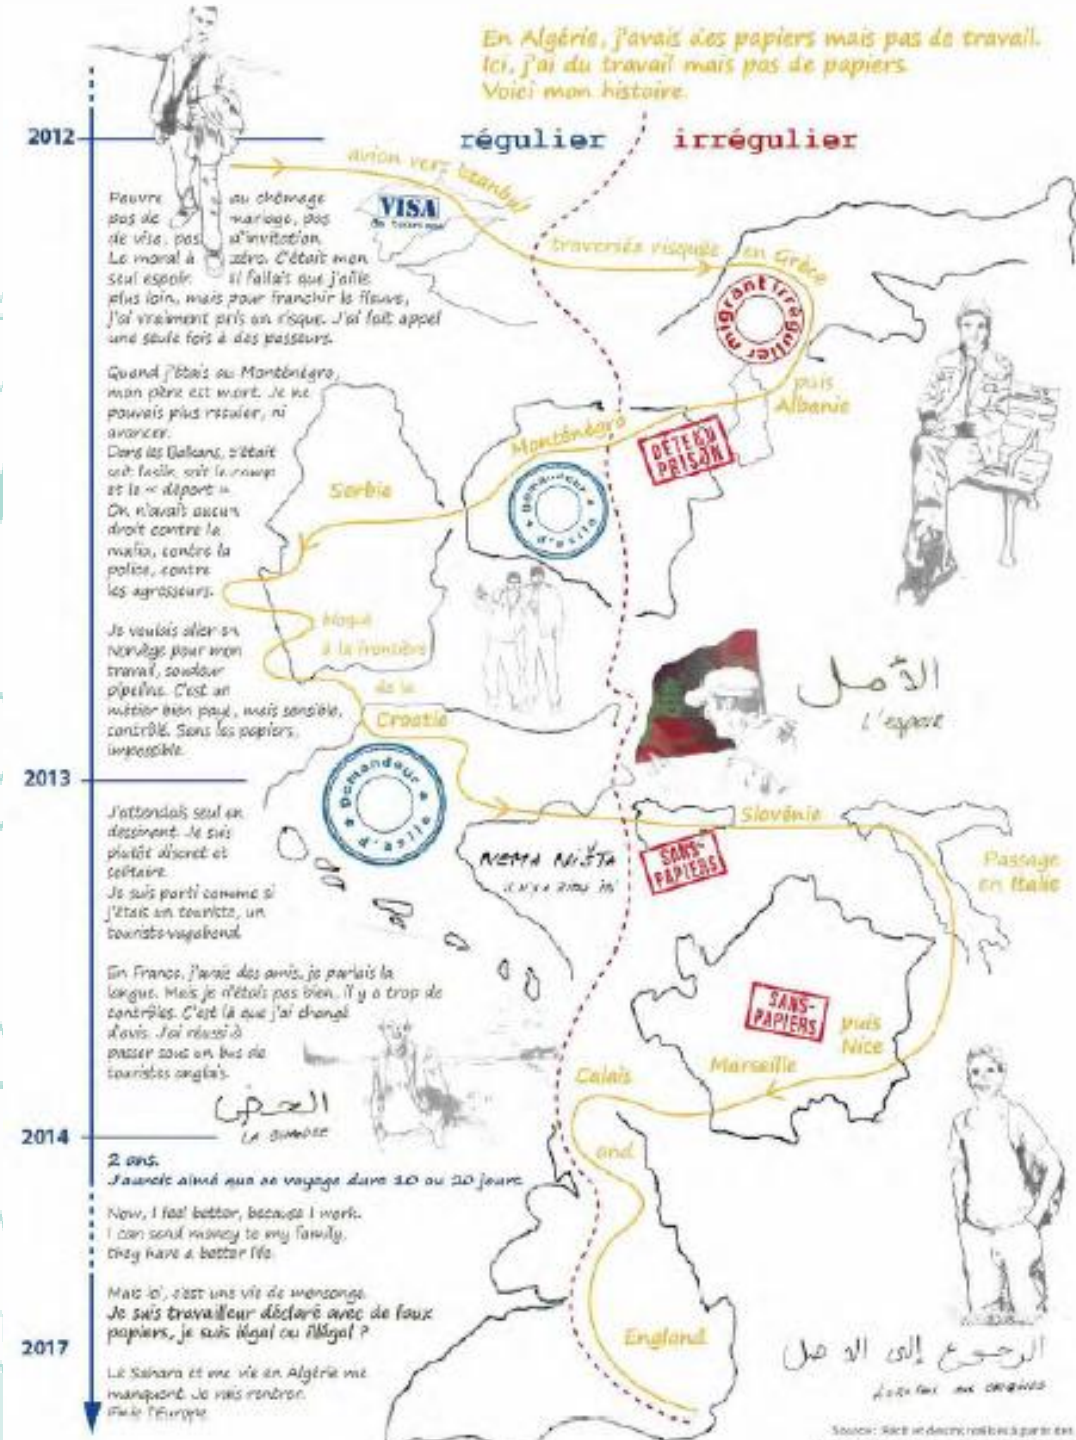 En Algérie, j'avais des papiers mais pas de travail.
Ici, j'ai du travail mais pas de papiers
Voici mon histoire.
2012
régulier
irrégulier
avion vers Istanbul
VISA
de tourisme
traversée risquée en Grèce
migrant irrégulier
puis
Albanie
Pauvre au chômage
pas de mariage, pas
de visa, pas d'invitation.
Le moral à zéro. C'était mon
seul espoir. Il fallait que j'aille
plus loin, mais pour franchir le fleuve,
j'ai vraiment pris un risque. J'ai fait appel
une seule fois à des passeurs.
Quand j'étais au Monténégro,
mon père est mort. Je ne
pouvais plus reculer, ni
avancer.
Dans les Balkans, c'était
soit l'asile, soit le camp
et le « déport »
On n'avait aucun
droit contre la
mafia, contre la
police, contre
les agresseurs.
Monténégro
DÉTENU
PRISON
Demandeur d'asile
Serbie
bloqué
à la frontière
de la
Croatie
Je voulais aller en
Norvège pour mon
travail, soudeur
pipeline. C'est un
métier bien payé, mais sensible,
contrôlé. Sans les papiers,
impossible.
الأمل
L'espoir
2013
Demandeur d'asile
J'attendais seul en
dessinant. Je suis
plutôt discret et
solitaire.
Je suis parti comme si
j'étais un touriste, un
touriste-vagabond.
NEMA NIŠTA
Slovénie
SANS-
PAPIERS
Passage
en Italie
En France, j'avais des amis, je parlais la
langue. Mais je n'étais pas bien, il y a trop de
contrôles. C'est là que j'ai changé
d'avis. J'ai réussi à
passer sous un bus de
touristes anglais.
SANS-
PAPIERS
puis
Nice
Marseille
Calais
and
England
2014
2 ans.
J'aurais aimé que ce voyage dure 10 ou 20 jours
Now, I feel better, because I work.
I can send money to my family,
they have a better life.
Mais ici, c'est une vie de mensonge.
Je suis travailleur déclaré avec de faux
papiers, je suis légal ou illégal ?
2017
Le Sahara et ma vie en Algérie me
manquent. Je vais rentrer.
l'Europe
الرجوع إلى الأصل
Source : Récit et dessins